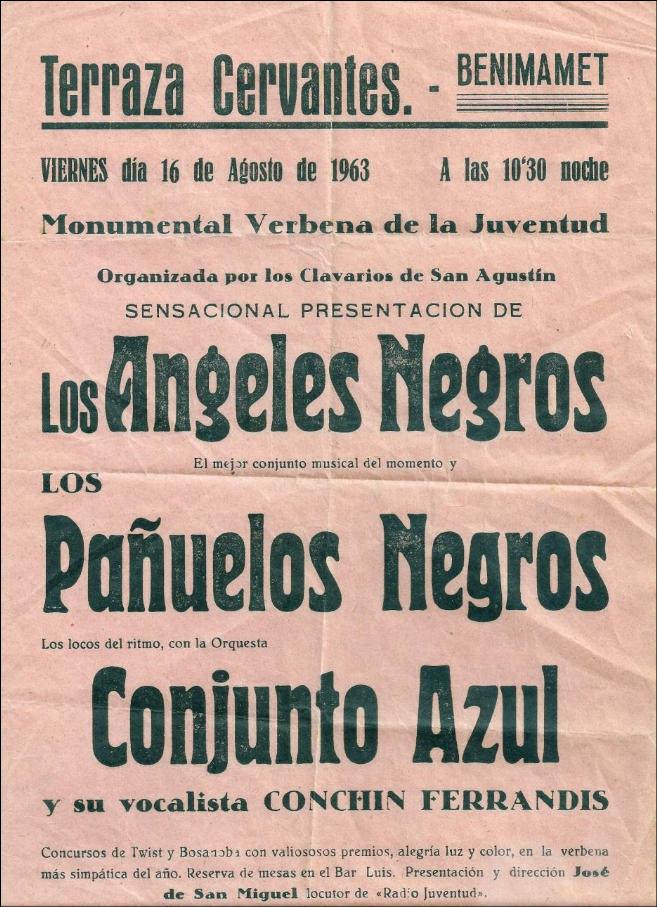 Terraza Cervantes. - BENIMAMET
VIERNES día 16 de Agosto de 1963 A las 10'30 noche
Monumental Verbena de la Juventud
Organizada por los Clavarios de San Agustín
SENSACIONAL PRESENTACION DE
LOS Angeles Negros
El mejor conjunto musical del momento y
LOS
Pañuelos Negros
Los locos del ritmo, con la Orquesta
Conjunto Azul
y su vocalista CONCHIN FERRANDIS
Concursos de Twist y Bosanoba con valiososos premios, alegría luz y color, en la verbena
más simpática del año. Reserva de mesas en el Bar Luis. Presentación y dirección José
de San Miguel locutor de «Radio Juventud».